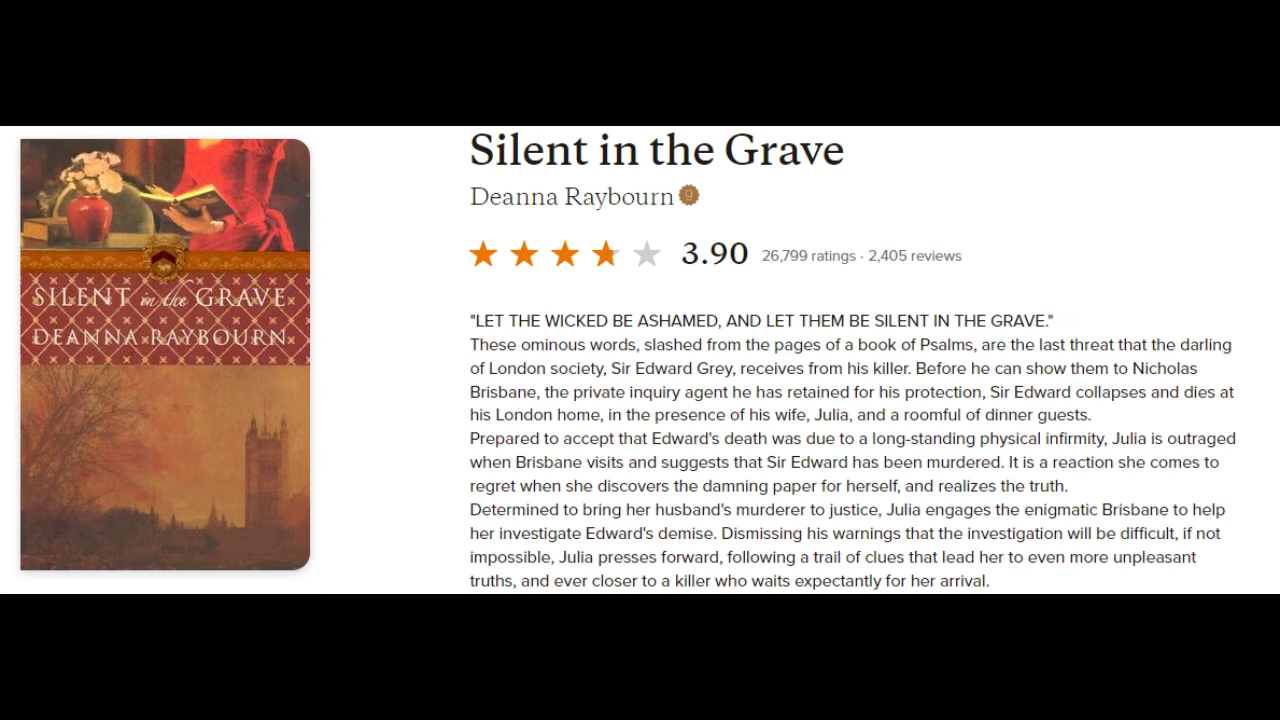 SILENT in the GRAVE
DEANNA RAYBOURN
Silent in the Grave
Deanna Raybourn
3.90 26,799 ratings · 2,405 reviews
"LET THE WICKED BE ASHAMED, AND LET THEM BE SILENT IN THE GRAVE."
These ominous words, slashed from the pages of a book of Psalms, are the last threat that the darling
of London society, Sir Edward Grey, receives from his killer. Before he can show them to Nicholas
Brisbane, the private inquiry agent he has retained for his protection, Sir Edward collapses and dies at
his London home, in the presence of his wife, Julia, and a roomful of dinner guests.
Prepared to accept that Edward's death was due to a long-standing physical infirmity, Julia is outraged
when Brisbane visits and suggests that Sir Edward has been murdered. It is a reaction she comes to
regret when she discovers the damning paper for herself, and realizes the truth.
Determined to bring her husband's murderer to justice, Julia engages the enigmatic Brisbane to help
her investigate Edward's demise. Dismissing his warnings that the investigation will be difficult, if not
impossible, Julia presses forward, following a trail of clues that lead her to even more unpleasant
truths, and ever closer to a killer who waits expectantly for her arrival.